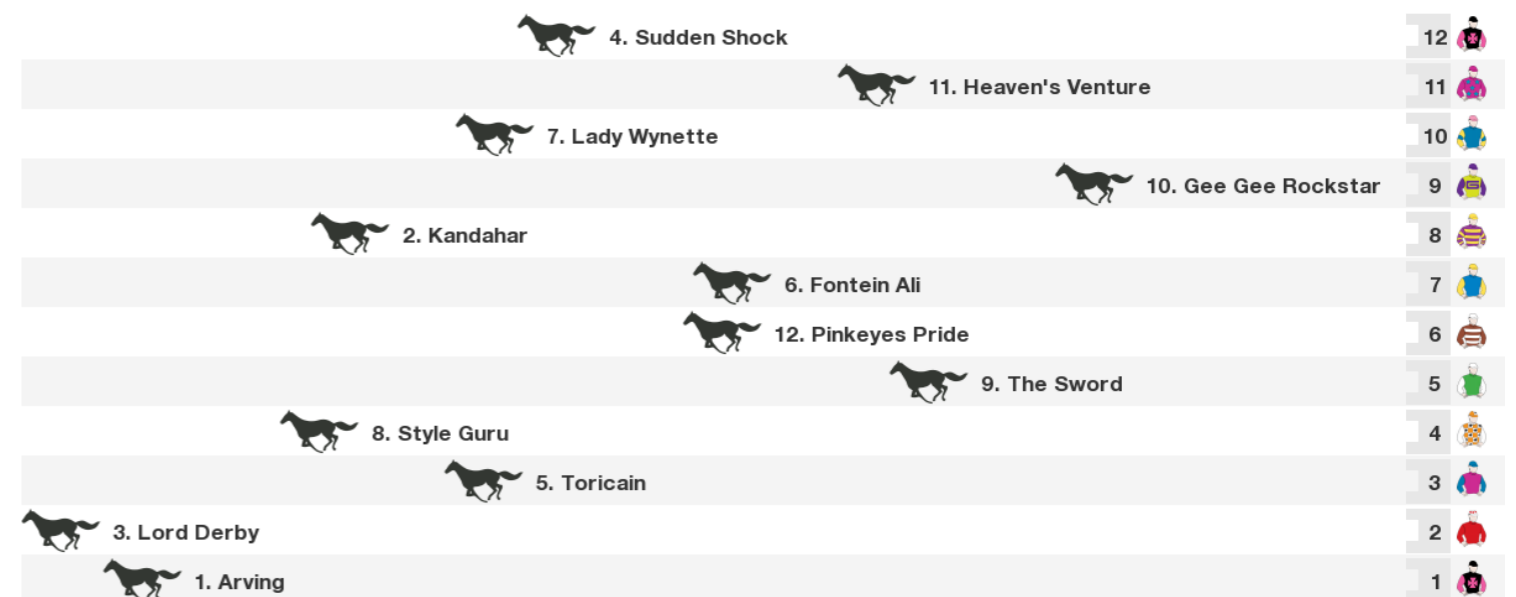 4. Sudden Shock 12
11. Heaven's Venture 11
7. Lady Wynette 10
10. Gee Gee Rockstar 9
2. Kandahar 8
6. Fontein Ali 7
12. Pinkeyes Pride 6
9. The Sword 5
8. Style Guru 4
5. Toricain 3
3. Lord Derby 2
1. Arving 1